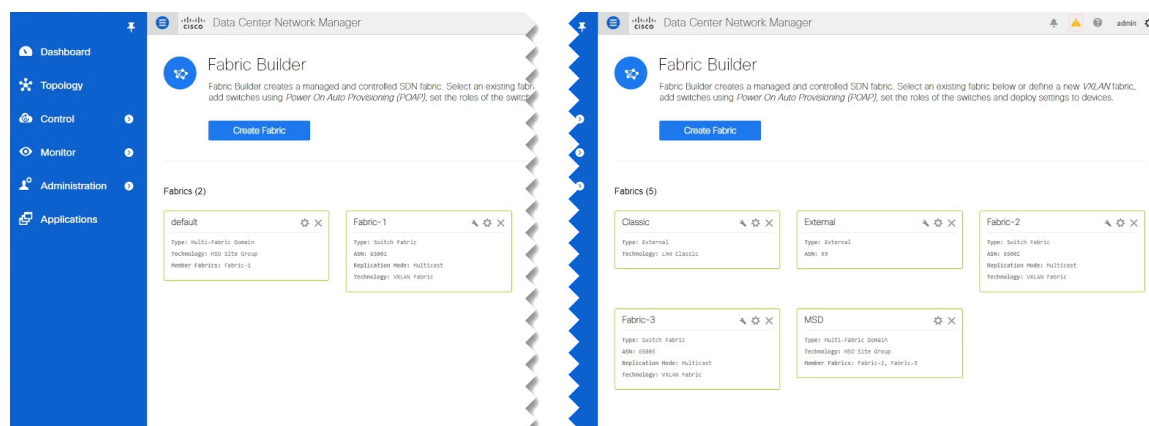 CISCO Data Center Network Manager
Dashboard
Topology
Control
Monitor
Administration
Applications
Fabric Builder
Fabric Builder creates a managed and controlled SDN fabric. Select an existing fab
add switches using Power On Auto Provisioning (POAP), set the roles of the switch
Create Fabric
Fabrics (2)
default
Type: Multi-Fabric Domain
Technology: MSO Site Group
Member Fabrics: Fabric-1
Fabric-1
Type: Switch Fabric
ASN: 65001
Replication Mode: Multicast
Technology: VXLAN Fabric
CISCO Data Center Network Manager
admin
Fabric Builder
Fabric Builder creates a managed and controlled SDN fabric. Select an existing fabric below or define a new VXLAN fabric,
add switches using Power On Auto Provisioning (POAP), set the roles of the switches and deploy settings to devices.
Create Fabric
Fabrics (5)
Classic
Type: External
Technology: LAN Classic
External
Type: External
ASN: 99
Fabric-2
Type: Switch Fabric
ASN: 65002
Replication Mode: Multicast
Technology: VXLAN Fabric
Fabric-3
Type: Switch Fabric
ASN: 65003
Replication Mode: Multicast
Technology: VXLAN Fabric
MSD
Type: Multi-Fabric Domain
Technology: MSO Site Group
Member Fabrics: Fabric-2, Fabric-3